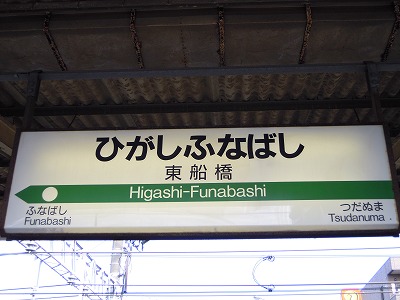 ひがしふなばし
東船橋
Higashi-Funabashi
ふなばし
Funabashi
つだぬま
Tsudanuma